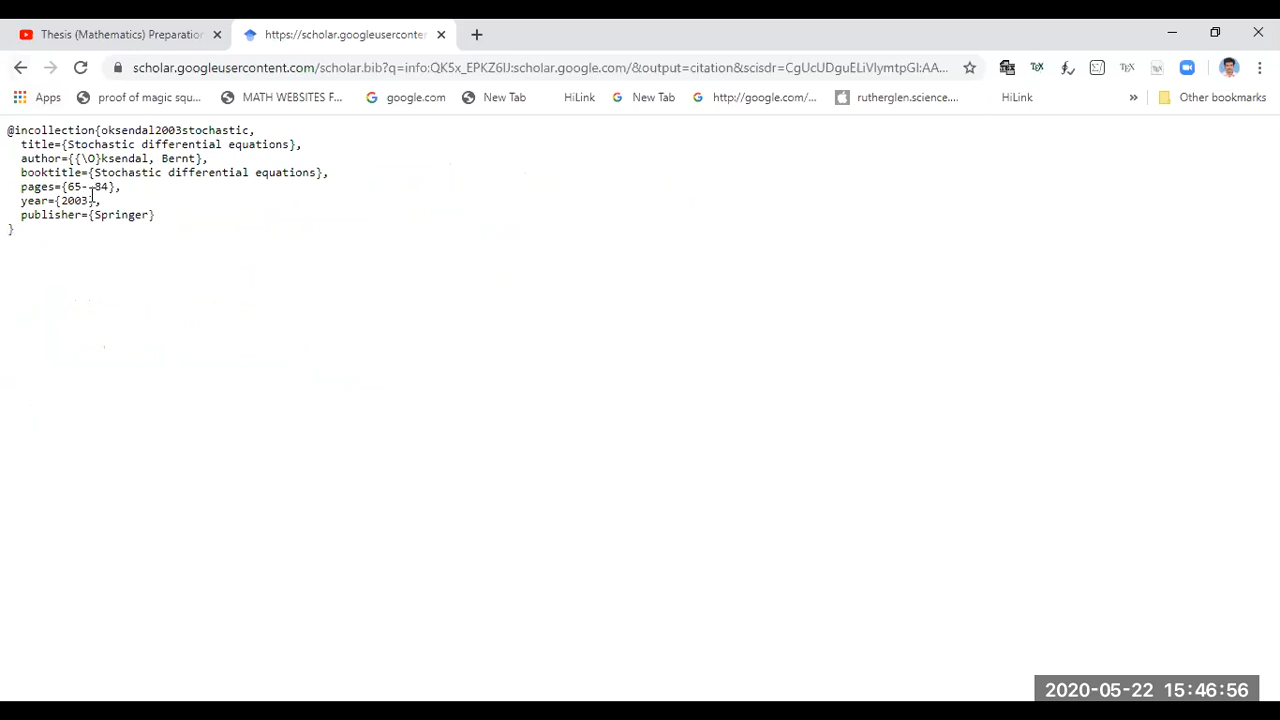 Thesis (Mathematics) Preparation
https://scholar.googleuserconte
scholar.googleusercontent.com/scholar.bib?q=info:QK5x_EPKZ6IJ:scholar.google.com/&output=citation&scisdr=CgUcUDguELiVlymtpGI:AA...
Apps
proof of magic squ...
MATH WEBSITES F...
google.com
New Tab
HiLink
New Tab
http://google.com/...
rutherglen.science....
HiLink
»
Other bookmarks
@incollection{oksendal2003stochastic,
title={Stochastic differential equations},
author={{\O}ksendal, Bernt},
booktitle={Stochastic differential equations},
pages={65--84},
year={2003},
publisher={Springer}
}
2020-05-22 15:46:56